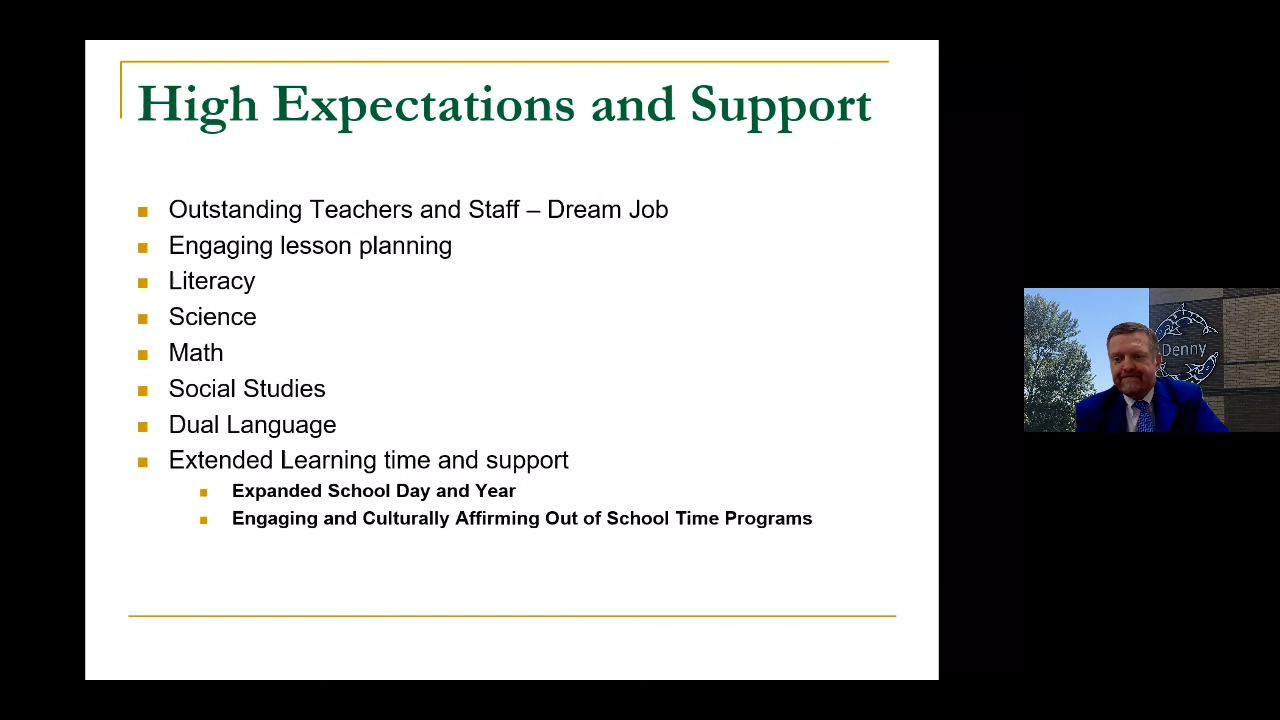 High Expectations and Support
Outstanding Teachers and Staff – Dream Job
Engaging lesson planning
Literacy
Science
Math
Social Studies
Dual Language
Extended Learning time and support
Expanded School Day and Year
Engaging and Culturally Affirming Out of School Time Programs
Denny